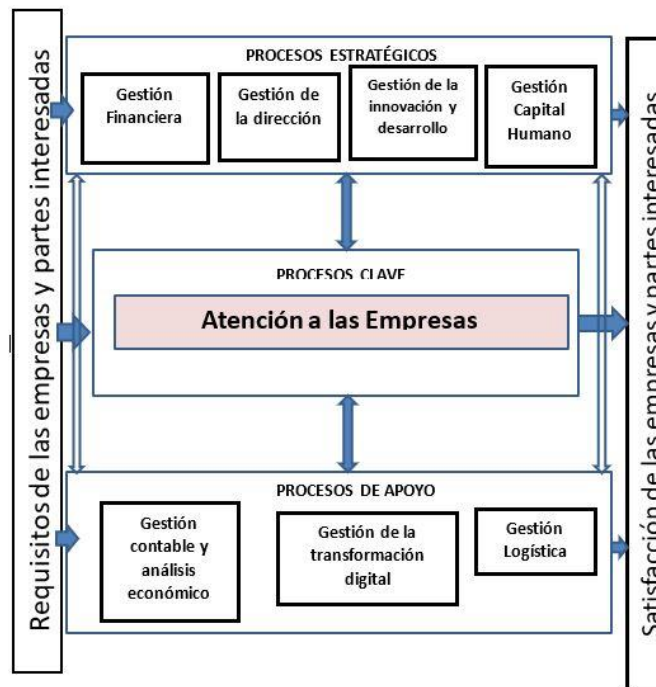 Requisitos de las empresas y partes interesadas
PROCESOS ESTRATÉGICOS
Gestión
Financiera
Gestión de
la dirección
Gestión de la
innovación y
desarrollo
Gestión
Capital
Humano
PROCESOS CLAVE
Atención a las Empresas
PROCESOS DE APOYO
Gestión
contable y
análisis
económico
Gestión de la
transformación
digital
Gestión
Logística
Satisfacción de las empresas y partes interesadas